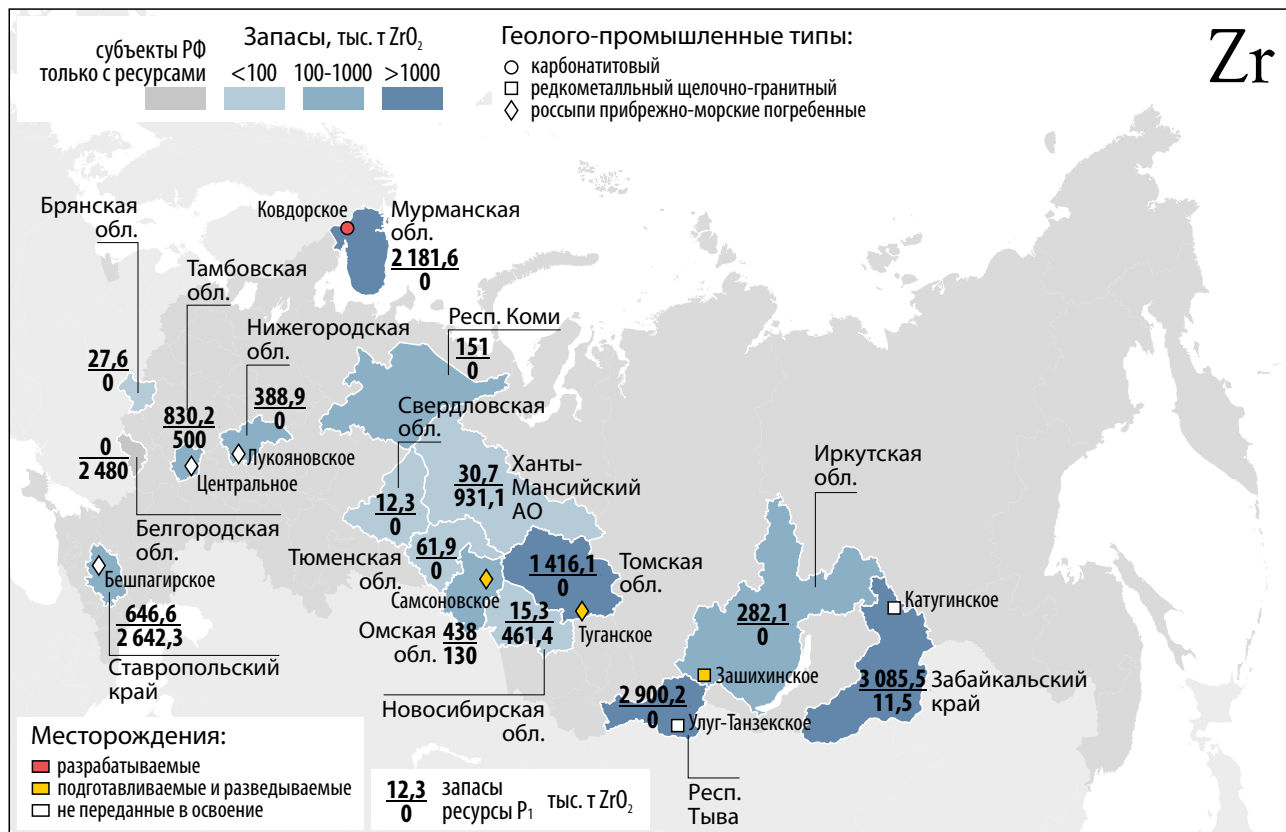 субъекты РФ
только с ресурсами
Запасы, тыс. т ZrO₂
<100 100-1000 >1000
Геолого-промышленные типы:
карбонатитовый
редкометалльный щелочно-гранитный
россыпи прибрежно-морские погребенные
Zr
Ковдорское
Мурманская
обл.
2 181,6
0
Брянская
обл.
27,6
0
Тамбовская
обл.
830,2
500
Центральное
Нижегородская
обл.
388,9
0
Лукояновское
Респ. Коми
151
0
Свердловская
обл.
12,3
0
Ханты-
Мансийский
АО
30,7
931,1
Иркутская
обл.
282,1
0
0
2 480
Белгородская
обл.
Тюменская
обл.
61,9
0
Томская
обл.
1 416,1
0
Бешпагирское
646,6
2 642,3
Ставропольский
край
Самсоновское
Омская
обл.
438
130
15,3
461,4
Новосибирская
обл.
Туганское
Катугинское
Зашихинское
3 085,5
11,5
Забайкальский
край
2 900,2
0
Улуг-Танзекское
Респ.
Тыва
Месторождения:
разрабатываемые
подготавливаемые и разведываемые
не переданные в освоение
12,3
0
запасы
ресурсы P₁
тыс. т ZrO₂